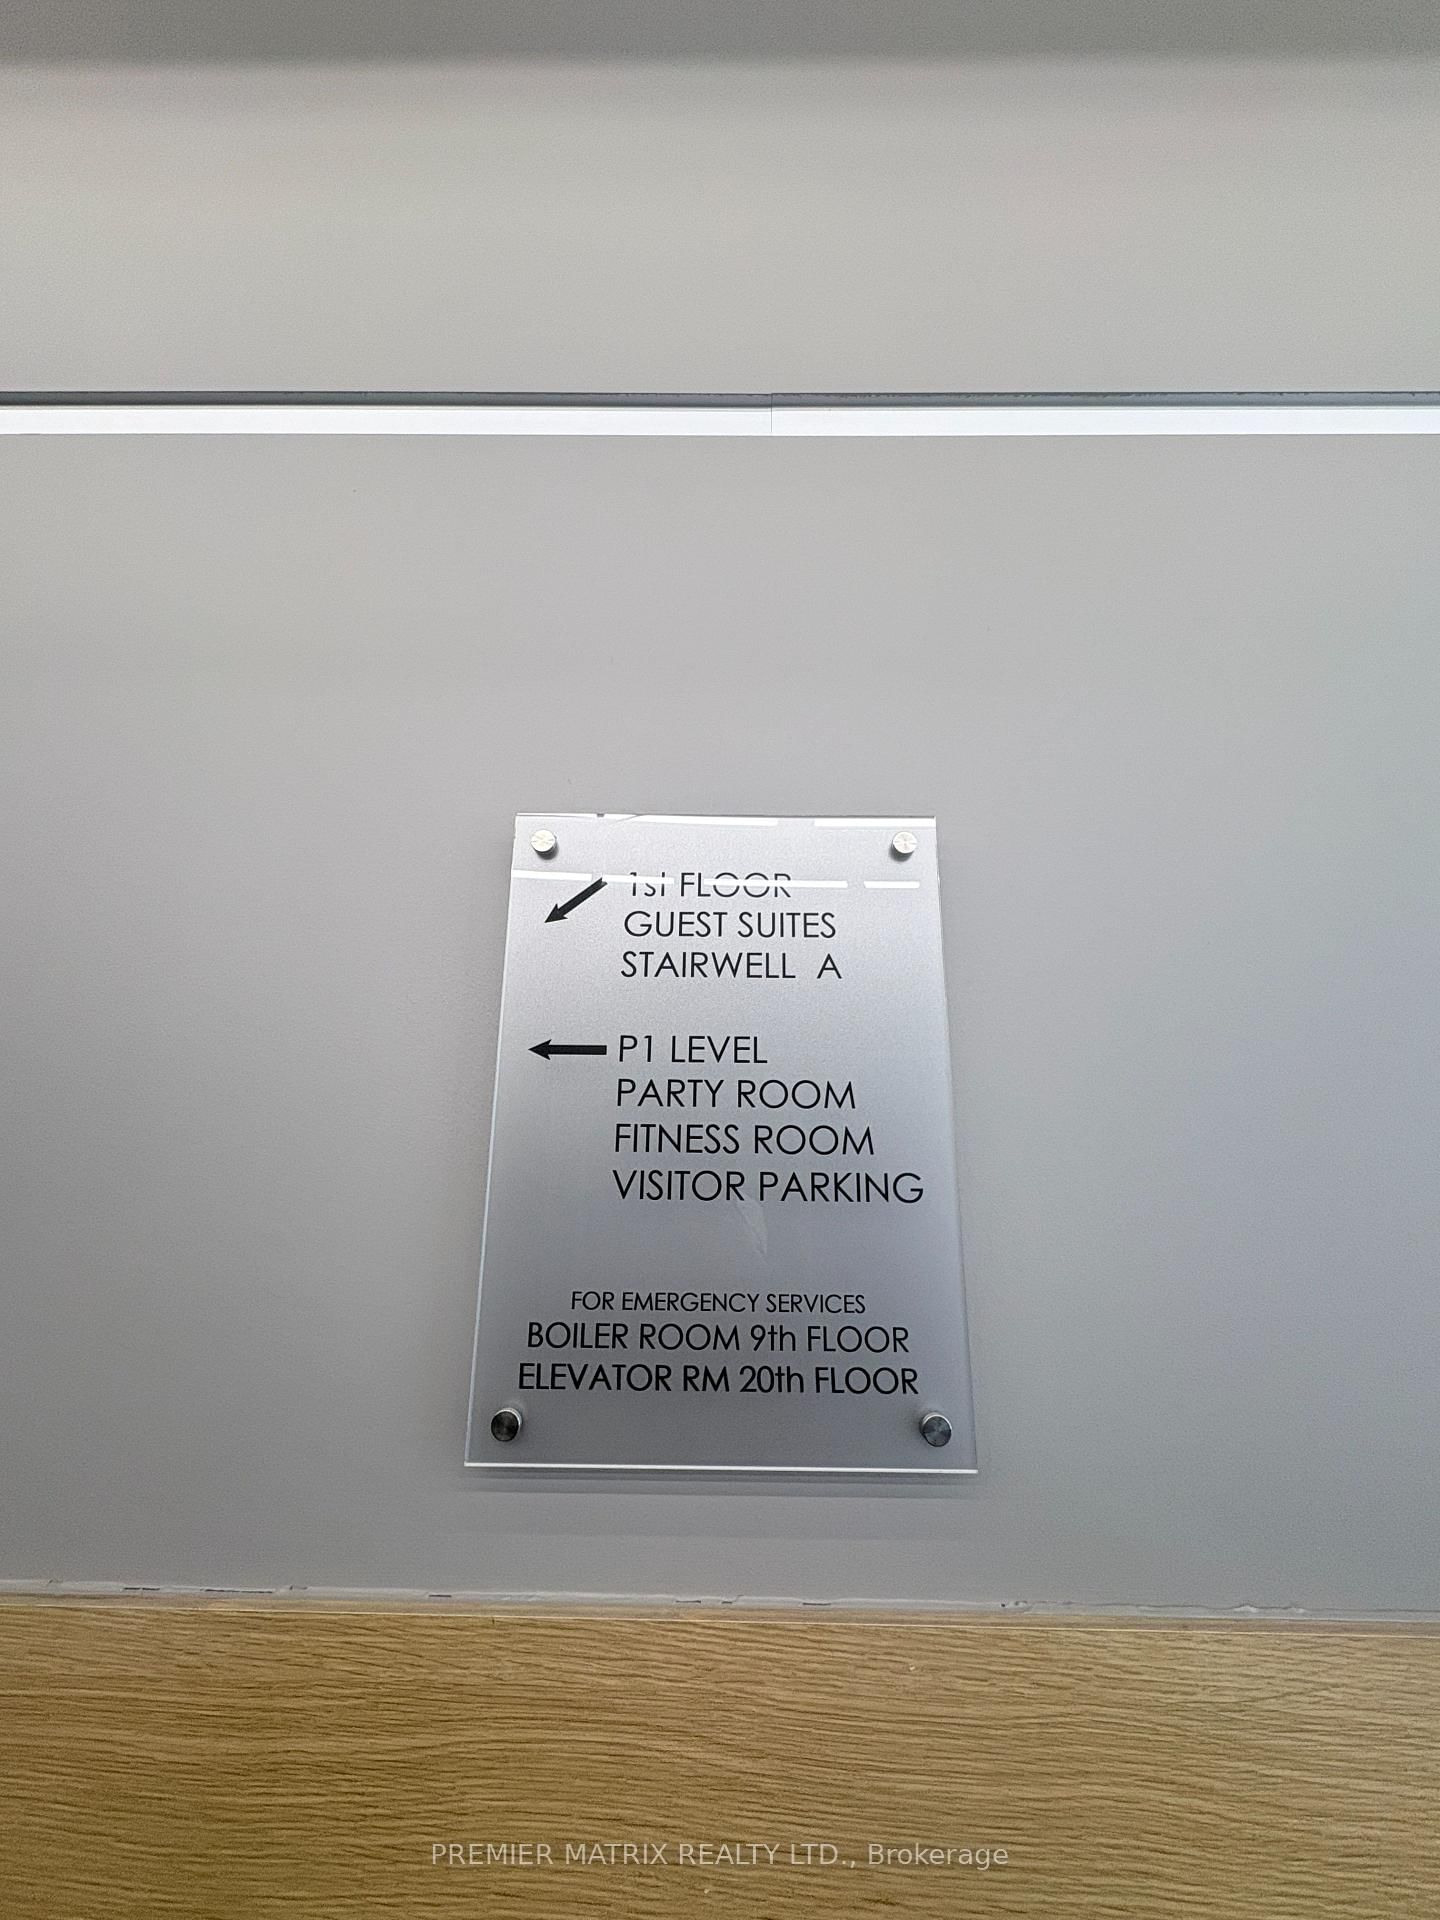 1st FLOOR
GUEST SUITES
STAIRWELL A
P1 LEVEL
PARTY ROOM
FITNESS ROOM
VISITOR PARKING
FOR EMERGENCY SERVICES
BOILER ROOM 9th FLOOR
ELEVATOR RM 20th FLOOR
PREMIER MATRIX REALTY LTD., Brokerage